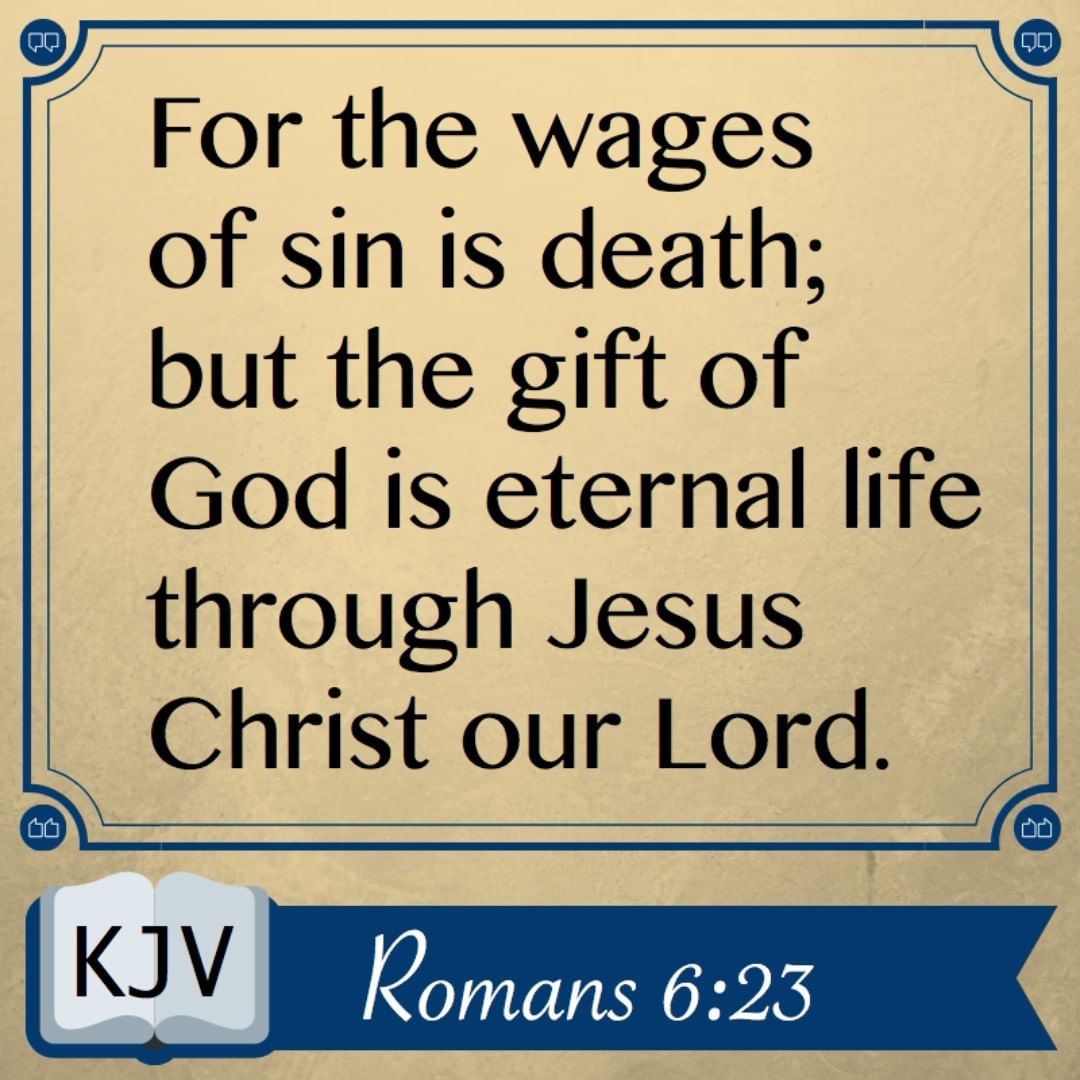 For the wages
of sin is death;
but the gift of
God is eternal life
through Jesus
Christ our Lord.
KJV
Romans 6:23